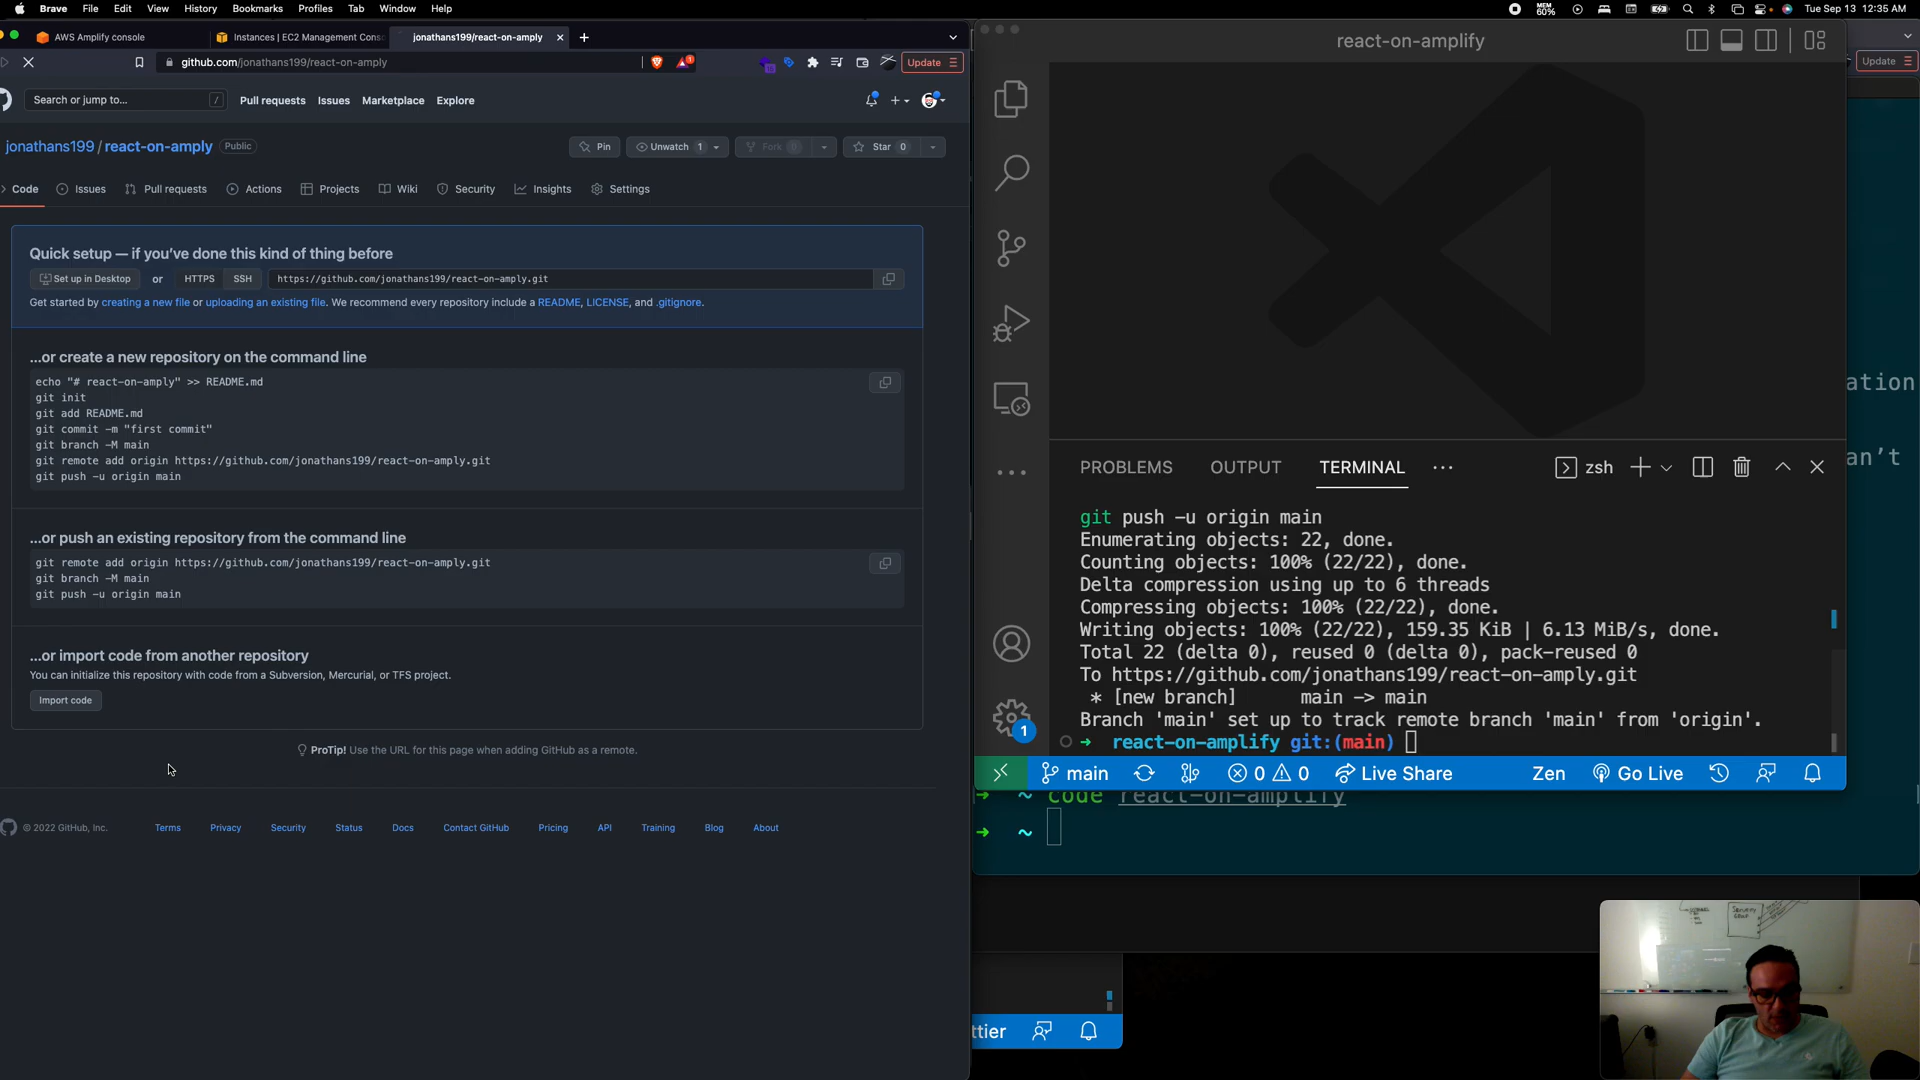 Brave File Edit View History Bookmarks Profiles Tab Window Help
MEM 60%
Tue Sep 13 12:35 AM
AWS Amplify console
Instances | EC2 Management Cons
jonathans199/react-on-amply
github.com/jonathans199/react-on-amply
1
Update
Search or jump to...
/
Pull requests Issues Marketplace Explore
jonathans199 / react-on-amply Public
Pin
Unwatch 1
Fork 0
Star 0
Code Issues Pull requests Actions Projects Wiki Security Insights Settings
Quick setup — if you've done this kind of thing before
Set up in Desktop or HTTPS SSH https://github.com/jonathans199/react-on-amply.git
Get started by creating a new file or uploading an existing file. We recommend every repository include a README, LICENSE, and .gitignore.
...or create a new repository on the command line
echo "# react-on-amply" >> README.md
git init
git add README.md
git commit -m "first commit"
git branch -M main
git remote add origin https://github.com/jonathans199/react-on-amply.git
git push -u origin main
...or push an existing repository from the command line
git remote add origin https://github.com/jonathans199/react-on-amply.git
git branch -M main
git push -u origin main
...or import code from another repository
You can initialize this repository with code from a Subversion, Mercurial, or TFS project.
Import code
ProTip! Use the URL for this page when adding GitHub as a remote.
© 2022 GitHub, Inc. Terms Privacy Security Status Docs Contact GitHub Pricing API Training Blog About
react-on-amplify
Update
ation
an't
PROBLEMS OUTPUT TERMINAL ... zsh
git push -u origin main
Enumerating objects: 22, done.
Counting objects: 100% (22/22), done.
Delta compression using up to 6 threads
Compressing objects: 100% (22/22), done.
Writing objects: 100% (22/22), 159.35 KiB | 6.13 MiB/s, done.
Total 22 (delta 0), reused 0 (delta 0), pack-reused 0
To https://github.com/jonathans199/react-on-amply.git
* [new branch] main -> main
Branch 'main' set up to track remote branch 'main' from 'origin'.
➜ react-on-amplify git:(main)
1
main 0 0 Live Share Zen Go Live
➜ ~ code react-on-amplify
➜ ~
ttier